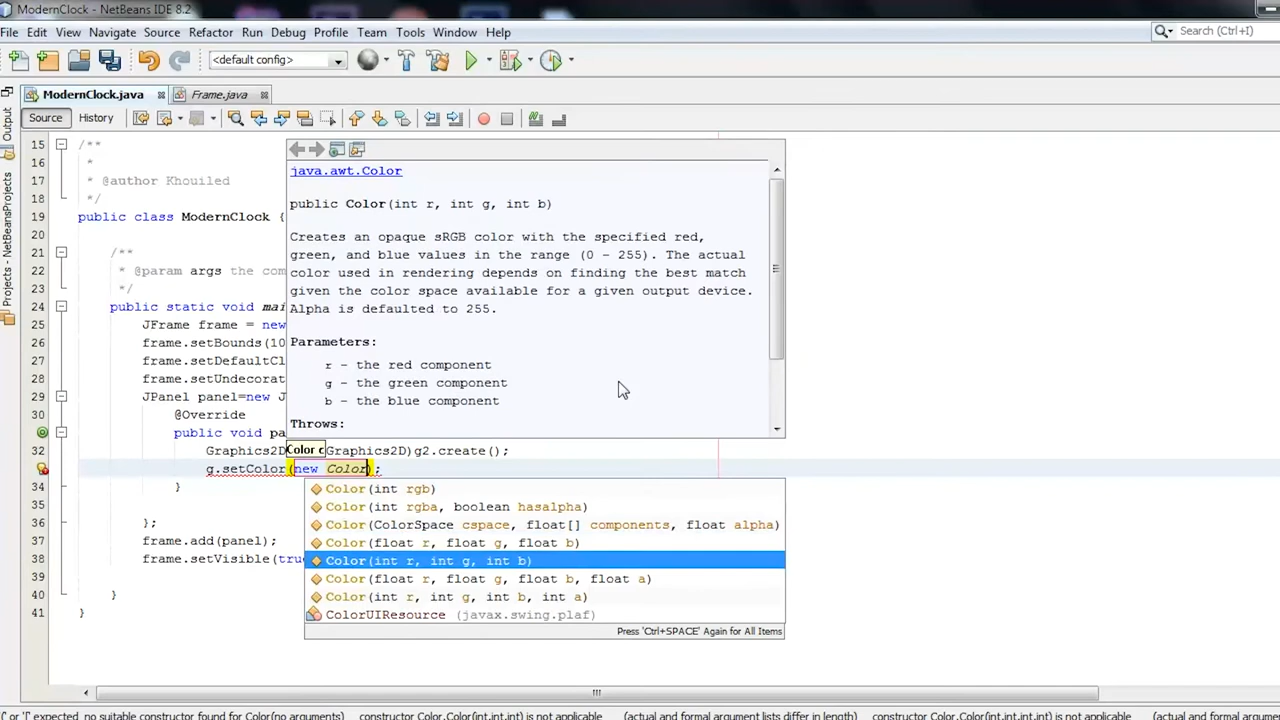 ModernClock - NetBeans IDE 8.2
File Edit View Navigate Source Refactor Run Debug Profile Team Tools Window Help
Search (Ctrl+I)
<default config>
ModernClock.java Frame.java
Source History
Output
Projects - NetBeansProjects
15 /**
16 *
17 * @author Khouiled
18 */
19 public class ModernClock {
20
21 /**
22 * @param args the com
23 */
24 public static void mai
25 JFrame frame = new
26 frame.setBounds(10
27 frame.setDefaultCl
28 frame.setUndecorat
29 JPanel panel=new J
30 @Override
public void pa
32 Graphics2D Color c Graphics2D)g2.create();
g.setColor(new Color);
34 }
35
36 };
37 frame.add(panel);
38 frame.setVisible(true
39
40 }
41 }
java.awt.Color
public Color(int r, int g, int b)
Creates an opaque sRGB color with the specified red,
green, and blue values in the range (0 - 255). The actual
color used in rendering depends on finding the best match
given the color space available for a given output device.
Alpha is defaulted to 255.
Parameters:
r - the red component
g - the green component
b - the blue component
Throws:
Color(int rgb)
Color(int rgba, boolean hasalpha)
Color(ColorSpace cspace, float[] components, float alpha)
Color(float r, float g, float b)
Color(int r, int g, int b)
Color(float r, float g, float b, float a)
Color(int r, int g, int b, int a)
ColorUIResource (javax.swing.plaf)
Press 'Ctrl+SPACE' Again for All Items
'(' or '[' expected no suitable constructor found for Color(no arguments) constructor Color.Color(int,int,int) is not applicable (actual and formal argument lists differ in length) constructor Color.Color(int,int,int,int) is not applicable (actual and formal argument